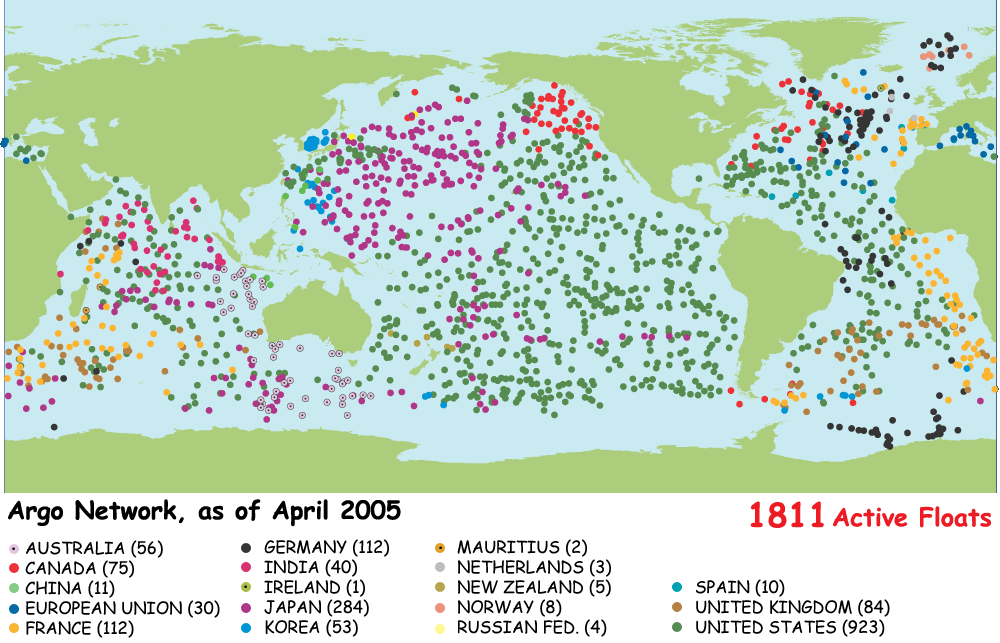 Argo Network, as of April 2005
1811 Active Floats
AUSTRALIA (56)
CANADA (75)
CHINA (11)
EUROPEAN UNION (30)
FRANCE (112)
GERMANY (112)
INDIA (40)
IRELAND (1)
JAPAN (284)
KOREA (53)
MAURITIUS (2)
NETHERLANDS (3)
NEW ZEALAND (5)
NORWAY (8)
RUSSIAN FED. (4)
SPAIN (10)
UNITED KINGDOM (84)
UNITED STATES (923)